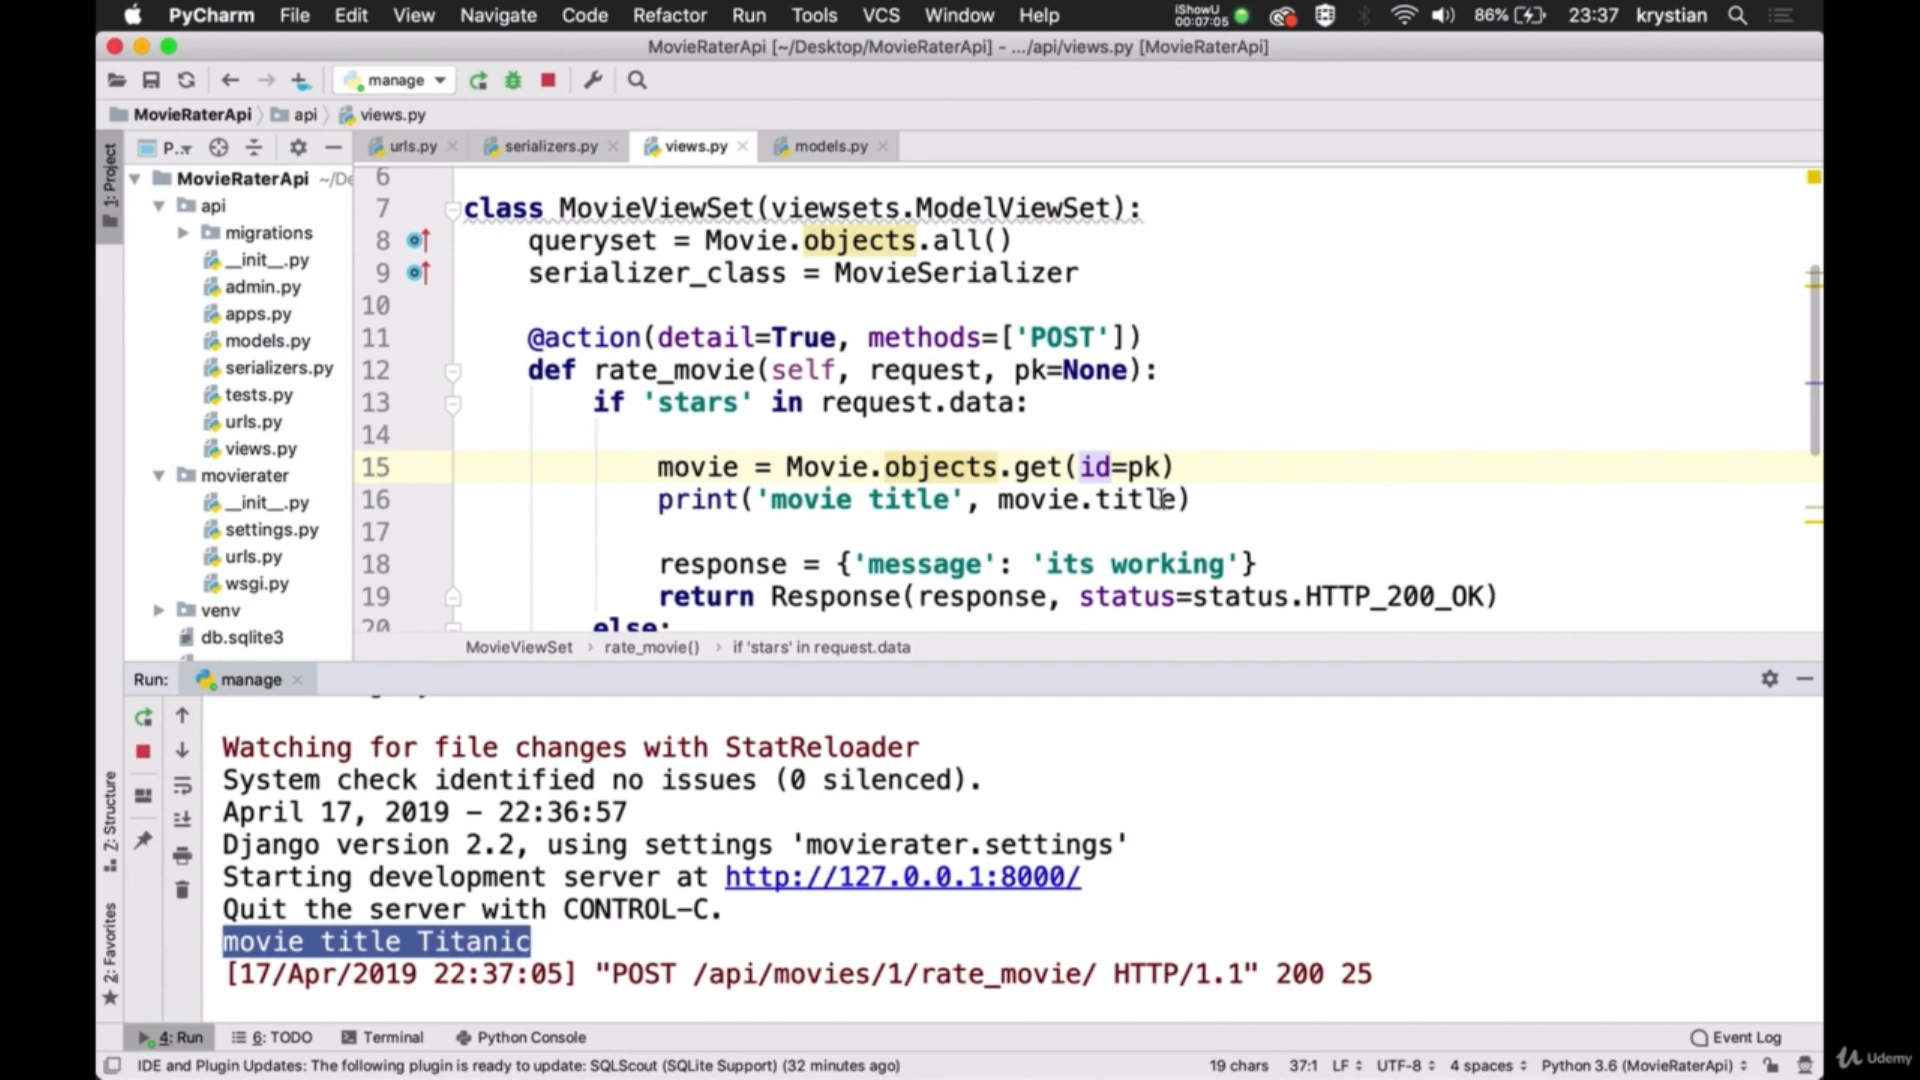 PyCharm File Edit View Navigate Code Refactor Run Tools VCS Window Help iShowU 00:07:05 86% 23:37 krystian
MovieRaterApi [~/Desktop/MovieRaterApi] - .../api/views.py [MovieRaterApi]
manage
MovieRaterApi api views.py
1: Project
P..
urls.py serializers.py views.py models.py
MovieRaterApi ~/De
api
migrations
__init__.py
admin.py
apps.py
models.py
serializers.py
tests.py
urls.py
views.py
movierater
__init__.py
settings.py
urls.py
wsgi.py
venv
db.sqlite3
6
7 class MovieViewSet(viewsets.ModelViewSet):
8 queryset = Movie.objects.all()
9 serializer_class = MovieSerializer
10
11 @action(detail=True, methods=['POST'])
12 def rate_movie(self, request, pk=None):
13 if 'stars' in request.data:
14
15 movie = Movie.objects.get(id=pk)
16 print('movie title', movie.title)
17
18 response = {'message': 'its working'}
19 return Response(response, status=status.HTTP_200_OK)
20 else:
MovieViewSet › rate_movie() › if 'stars' in request.data
Run: manage
Z: Structure
2: Favorites
Watching for file changes with StatReloader
System check identified no issues (0 silenced).
April 17, 2019 - 22:36:57
Django version 2.2, using settings 'movierater.settings'
Starting development server at http://127.0.0.1:8000/
Quit the server with CONTROL-C.
movie title Titanic
[17/Apr/2019 22:37:05] "POST /api/movies/1/rate_movie/ HTTP/1.1" 200 25
4: Run 6: TODO Terminal Python Console Event Log
IDE and Plugin Updates: The following plugin is ready to update: SQLScout (SQLite Support) (32 minutes ago) 19 chars 37:1 LF UTF-8 4 spaces Python 3.6 (MovieRaterApi)
Udemy